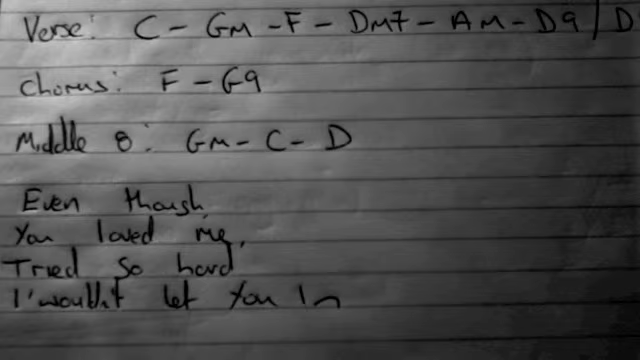 Verse: C - Gm - F - Dm7 - Am - D9 / D
Chorus: F - G9
Middle 8: Gm - C - D
Even though
You loved me,
Tried so hard
I wouldn't let you in